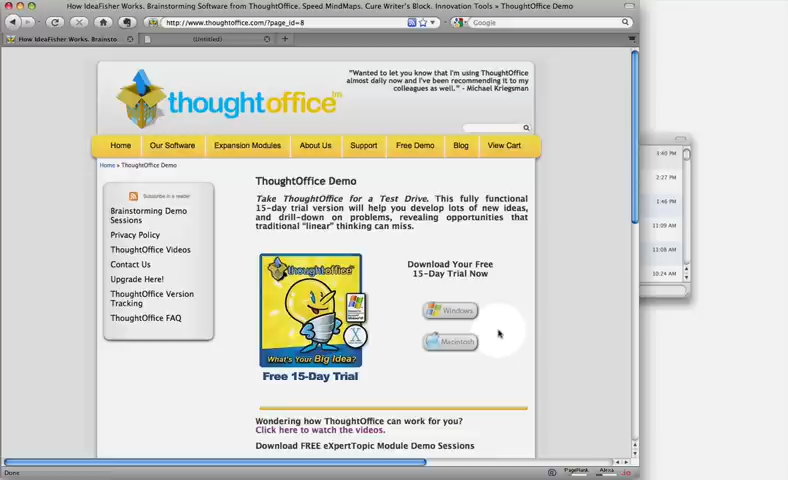 How IdeaFisher Works. Brainstorming Software from ThoughtOffice. Speed MindMaps. Cure Writer's Block. Innovation Tools » ThoughtOffice Demo
http://www.thoughtoffice.com/?page_id=8
Google
How IdeaFisher Works. Brainsto...
(Untitled)
"Wanted to let you know that I'm using ThoughtOffice
almost daily now and I've been recommending it to my
colleagues as well." - Michael Kriegsman
thoughtoffice™
Home Our Software Expansion Modules About Us Support Free Demo Blog View Cart
Home » ThoughtOffice Demo
Subscribe in a reader
Brainstorming Demo
Sessions
Privacy Policy
ThoughtOffice Videos
Contact Us
Upgrade Here!
ThoughtOffice Version
Tracking
ThoughtOffice FAQ
ThoughtOffice Demo
Take ThoughtOffice for a Test Drive. This fully functional
15-day trial version will help you develop lots of new ideas,
and drill-down on problems, revealing opportunities that
traditional "linear" thinking can miss.
thoughtoffice
What's Your Big Idea?
Free 15-Day Trial
Download Your Free
15-Day Trial Now
Windows
Macintosh
Wondering how ThoughtOffice can work for you?
Click here to watch the videos.
Download FREE eXpertTopic Module Demo Sessions
3:40 PM
2:27 PM
1:46 PM
11:09 AM
11:08 AM
10:24 AM
Done
PageRank
Alexa